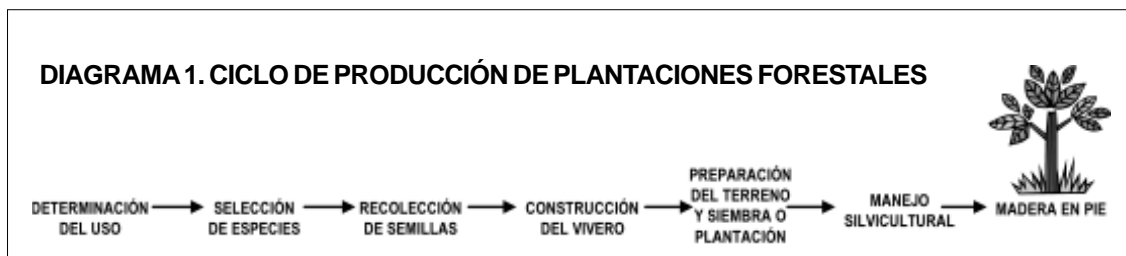 DIAGRAMA 1. CICLO DE PRODUCCIÓN DE PLANTACIONES FORESTALES
DETERMINACIÓN
DEL USO
SELECCIÓN
DE ESPECIES
RECOLECCIÓN
DE SEMILLAS
CONSTRUCCIÓN
DEL VIVERO
PREPARACIÓN
DEL TERRENO
Y SIEMBRA O
PLANTACIÓN
MANEJO
SILVICULTURAL
MADERA EN PIE